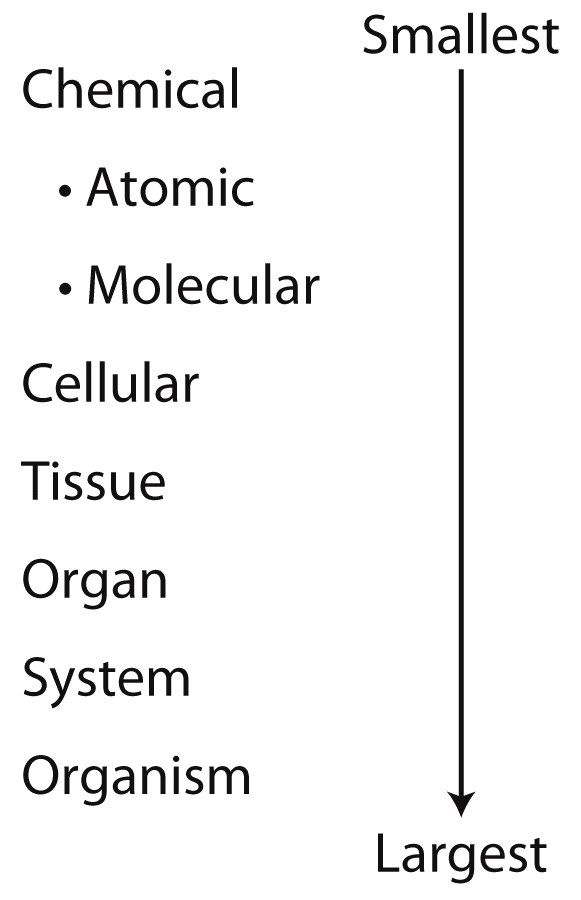 Smallest
Chemical
• Atomic
• Molecular
Cellular
Tissue
Organ
System
Organism
Largest